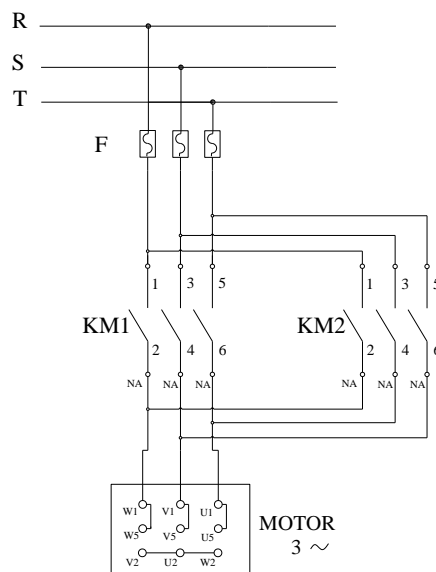 R
S
T
F
1 3 5
1 3 5
KM1
KM2
2 4 6
2 4 6
NA NA NA
NA NA NA
W1 V1 U1
W5 V5 U5
V2 U2 W2
MOTOR
3 ~